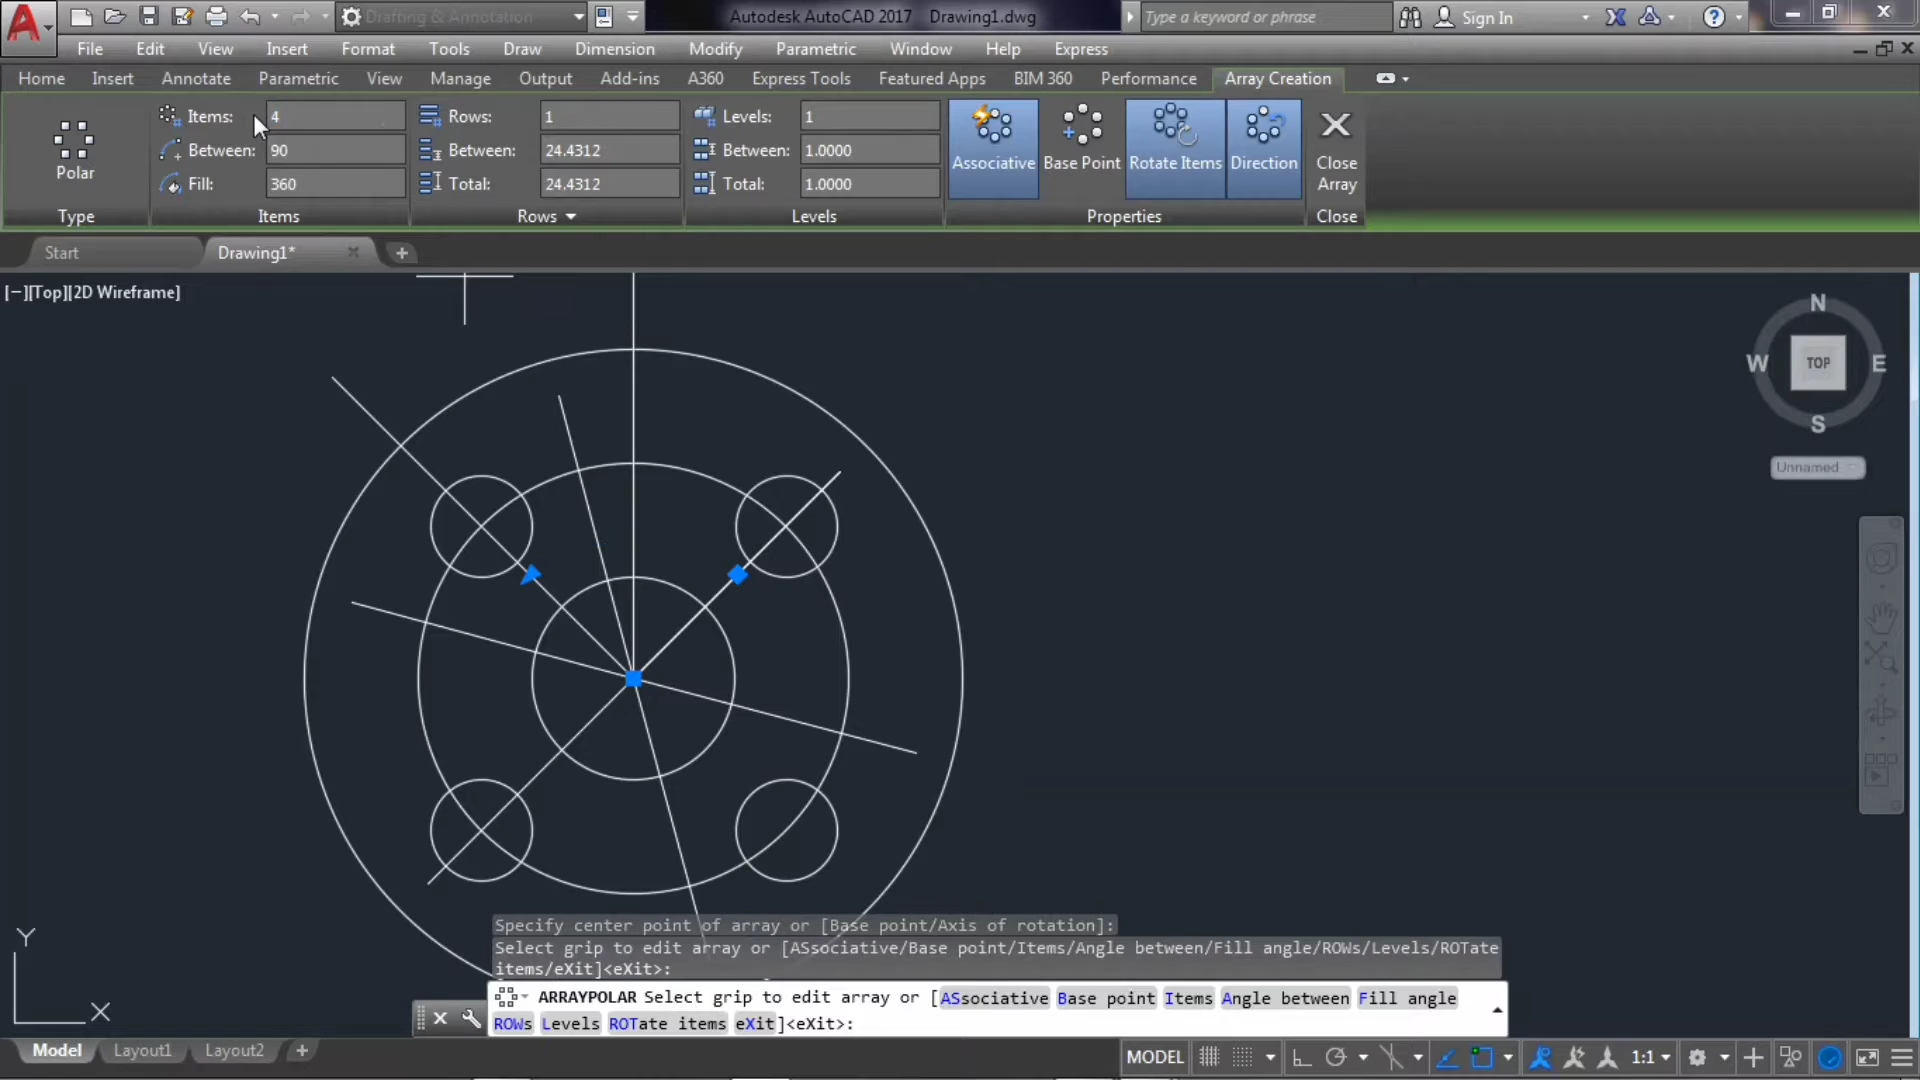 Drafting & Annotation
Autodesk AutoCAD 2017 Drawing1.dwg
Type a keyword or phrase
Sign In
File Edit View Insert Format Tools Draw Dimension Modify Parametric Window Help Express
Home Insert Annotate Parametric View Manage Output Add-ins A360 Express Tools Featured Apps BIM 360 Performance Array Creation
Polar
Type
Items: 4
Between: 90
Fill: 360
Items
Rows: 1
Between: 24.4312
Total: 24.4312
Rows
Levels: 1
Between: 1.0000
Total: 1.0000
Levels
Associative
Base Point
Rotate Items
Direction
Properties
Close
Array
Close
Start Drawing1*
[−][Top][2D Wireframe]
N
W TOP E
S
Unnamed
Specify center point of array or [Base point/Axis of rotation]:
Select grip to edit array or [ASsociative/Base point/Items/Angle between/Fill angle/ROWs/Levels/ROTate
items/eXit]<eXit>:
ARRAYPOLAR Select grip to edit array or [ASsociative Base point Items Angle between Fill angle
ROWs Levels ROTate items eXit]<eXit>:
Y
X
Model Layout1 Layout2
MODEL
1:1